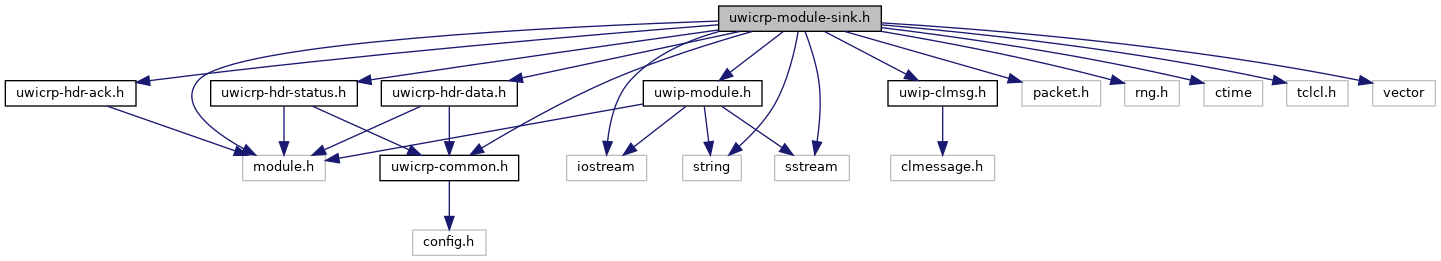 uwicrp-module-sink.h
uwicrp-hdr-ack.h
uwicrp-hdr-status.h
uwicrp-hdr-data.h
uwip-module.h
uwip-clmsg.h
packet.h
rng.h
ctime
tclcl.h
vector
module.h
uwicrp-common.h
iostream
string
sstream
clmessage.h
config.h